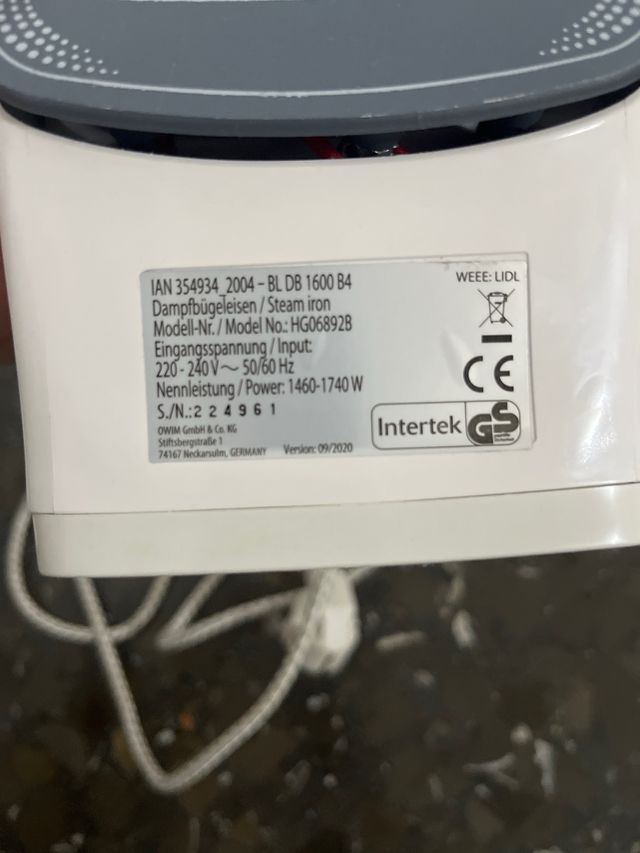 IAN 354934_2004 – BL DB 1600 B4
Dampfbügeleisen / Steam iron
Modell-Nr. / Model No.: HG06892B
Eingangsspannung / Input:
220 - 240 V ~ 50/60 Hz
Nennleistung / Power: 1460-1740 W
S./N.: 2 2 4 9 6 1
OWIM GmbH & Co. KG
Stiftsbergstraße 1
74167 Neckarsulm, GERMANY Version: 09/2020
WEEE: LIDL
CE
Intertek GS